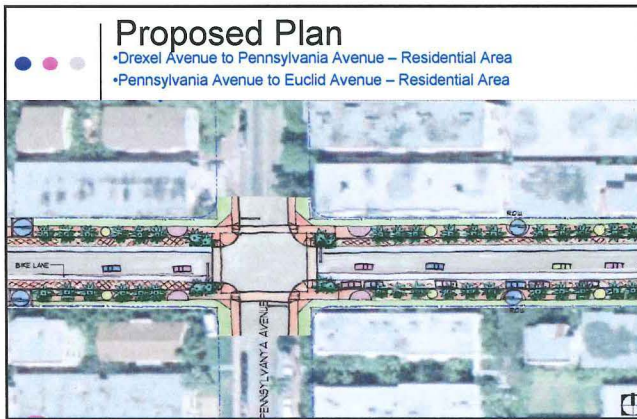 Proposed Plan
•Drexel Avenue to Pennsylvania Avenue – Residential Area
•Pennsylvania Avenue to Euclid Avenue – Residential Area
ROW
BIKE LANE
ROW
PENNSYLVANYA AVENUE